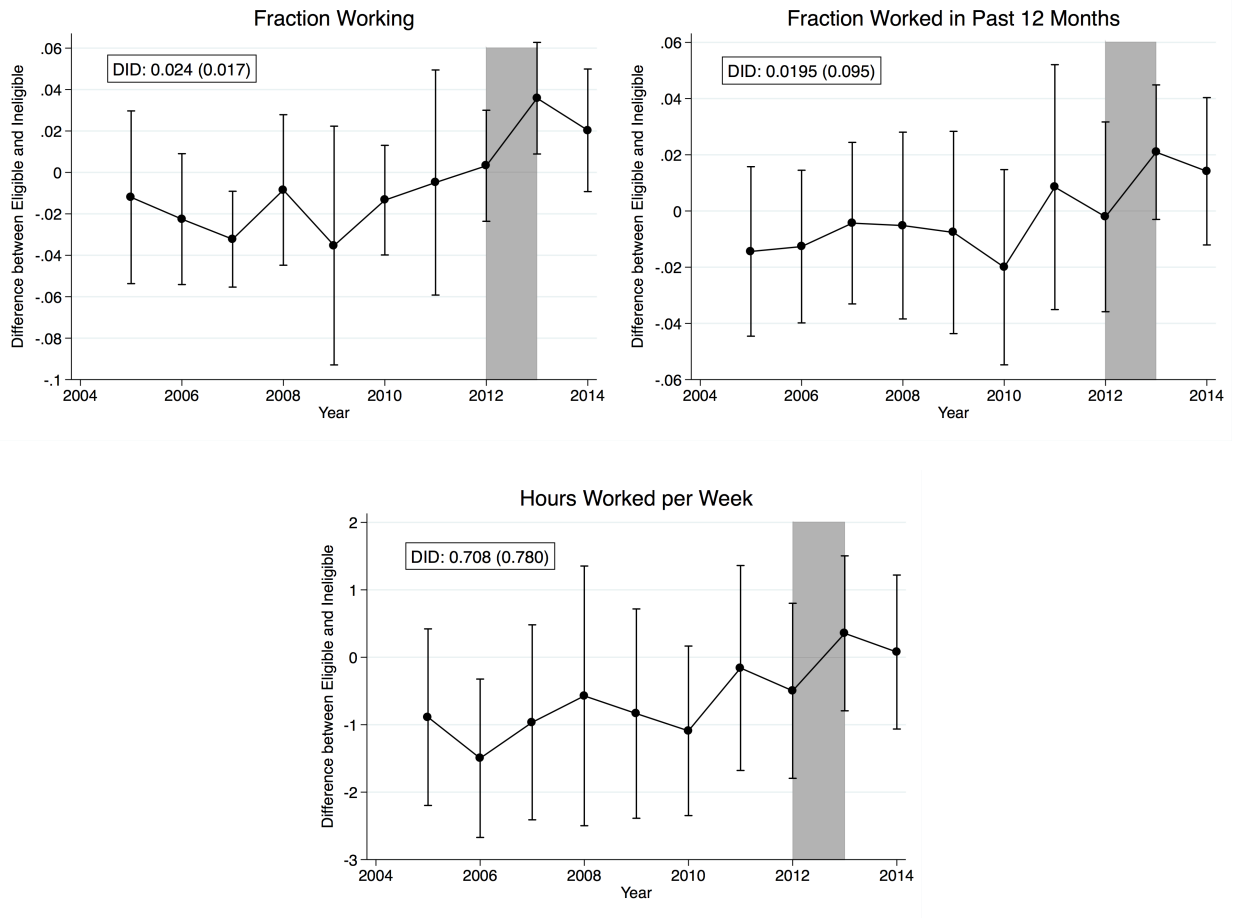 Fraction Working
DID: 0.024 (0.017)
Difference between Eligible and Ineligible
.06
.04
.02
0
-.02
-.04
-.06
-.08
-.1
2004 2006 2008 2010 2012 2014
Year
Fraction Worked in Past 12 Months
DID: 0.0195 (0.095)
Difference between Eligible and Ineligible
.06
.04
.02
0
-.02
-.04
-.06
2004 2006 2008 2010 2012 2014
Year
Hours Worked per Week
DID: 0.708 (0.780)
Difference between Eligible and Ineligible
2
1
0
-1
-2
-3
2004 2006 2008 2010 2012 2014
Year